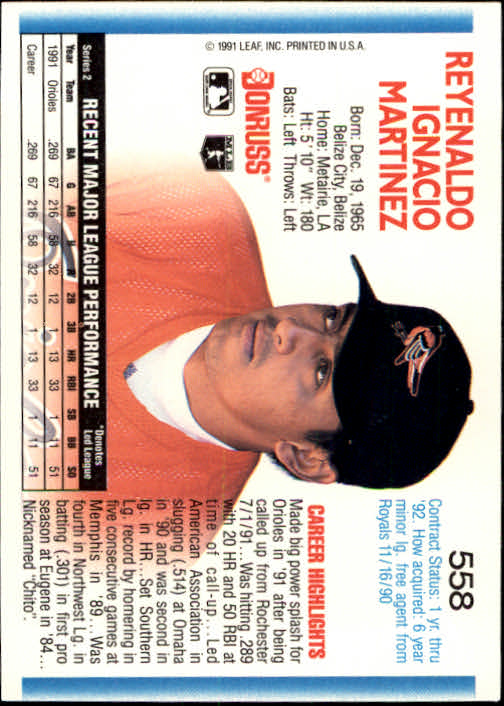 REYENALDO
IGNACIO
MARTINEZ
Born: Dec. 19, 1965
Belize City, Belize
Home: Metairie, LA
Ht: 5' 10" Wt: 180
Bats: Left Throws: Left
DONRUSS®
MLB
© 1991 LEAF, INC. PRINTED IN U.S.A.
558
Contract Status: 1 yr. thru
'92. How acquired: 6 year
minor lg. free agent from
Royals 11/16/90
CAREER HIGHLIGHTS
Made big power splash for
Orioles in '91 after being
called up from Rochester
7/1/91...Was hitting .289
with 20 HR and 50 RBI at
time of call-up...Led
American Association in
slugging (.514) at Omaha
in '90 and was second in
lg. in HR...Set Southern
Lg. record by homering in
five consecutive games at
Memphis in '89...Was
fourth in Northwest Lg. in
batting (.301) in first pro
season at Eugene in '84...
Nicknamed "Chito".
Series 2 RECENT MAJOR LEAGUE PERFORMANCE *Denotes
Led League
Year Team BA G AB H R 2B 3B HR RBI SB BB SO
1991 Orioles .269 67 216 58 32 12 1 13 33 1 11 51
Career .269 67 216 58 32 12 1 13 33 1 11 51